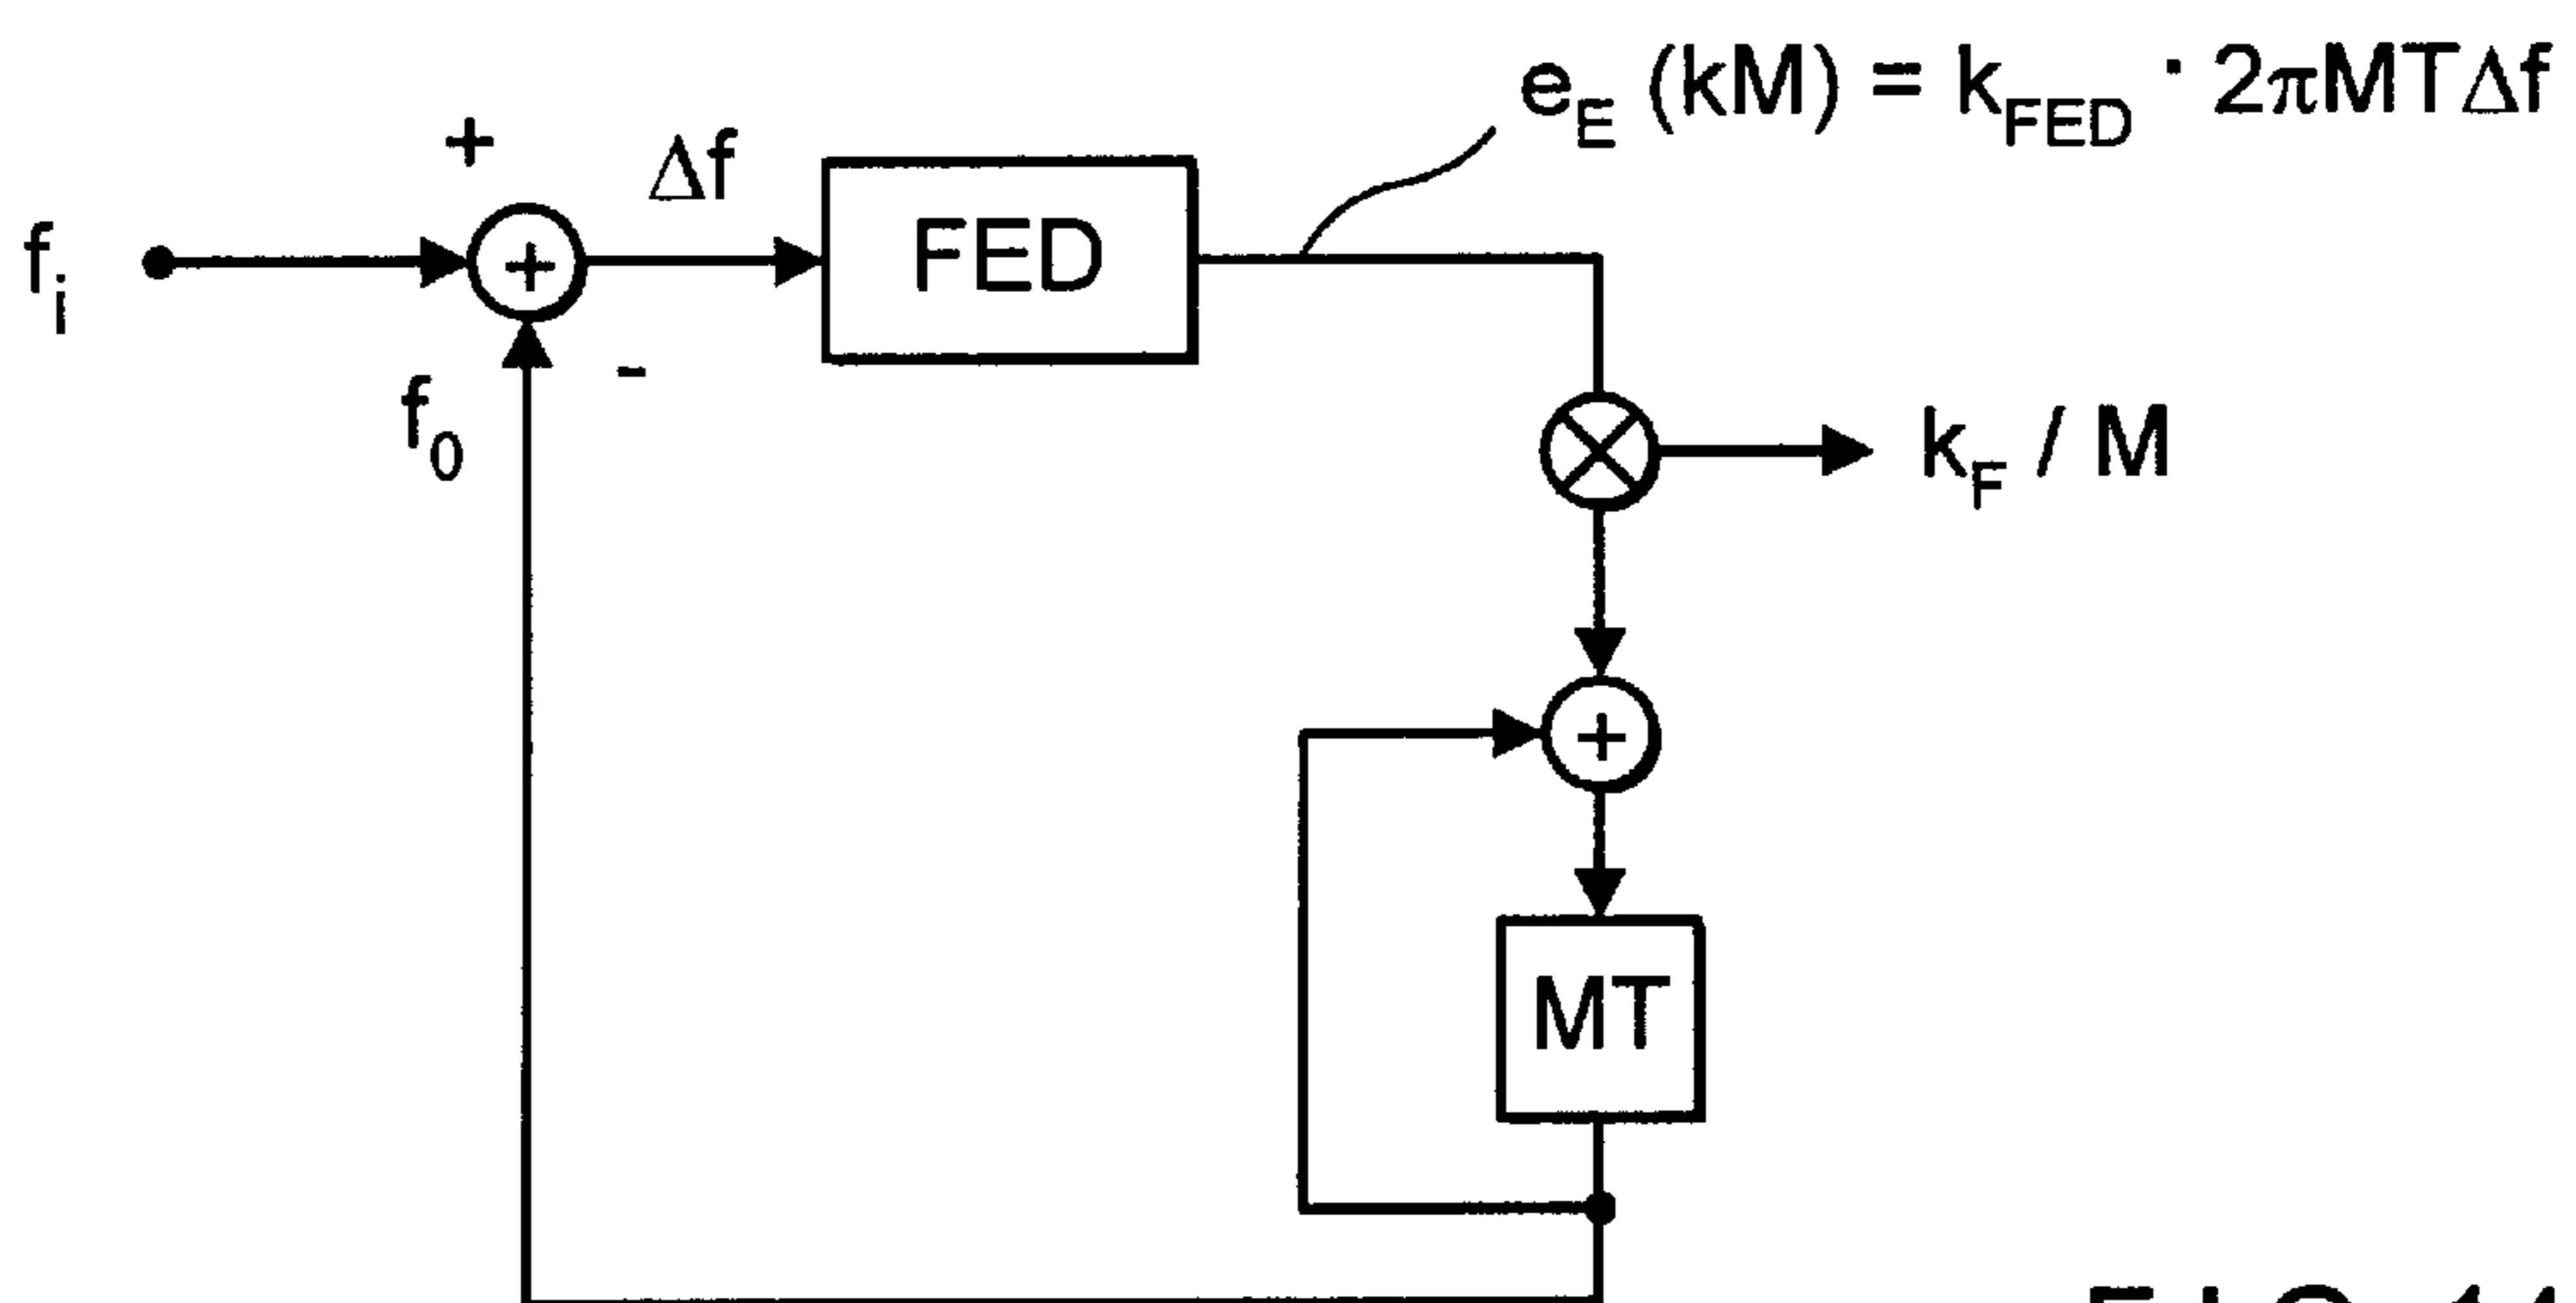 e_E (kM) = k_FED · 2πMTΔf
+
Δf
FED
f_i
+
f_0
-
k_F / M
+
MT